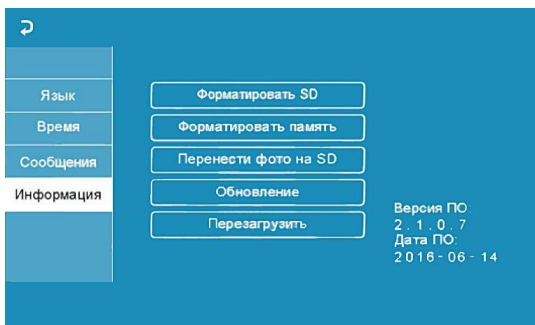 Язык
Время
Сообщения
Информация
Форматировать SD
Форматировать память
Перенести фото на SD
Обновление
Перезагрузить
Версия ПО:
2.1.0.7
Дата ПО:
2016-06-14